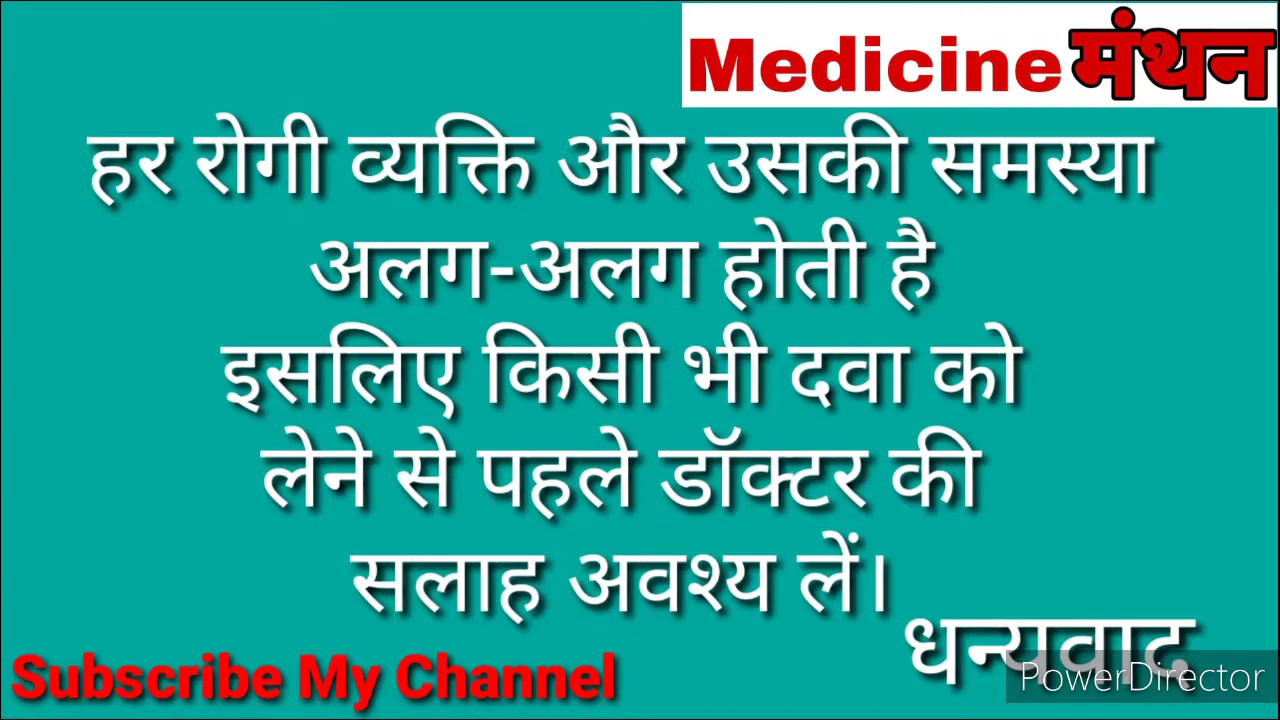 Medicine मंथन
हर रोगी व्यक्ति और उसकी समस्या
अलग-अलग होती है
इसलिए किसी भी दवा को
लेने से पहले डॉक्टर की
सलाह अवश्य लें।
धन्यवाद
Subscribe My Channel
PowerDirector